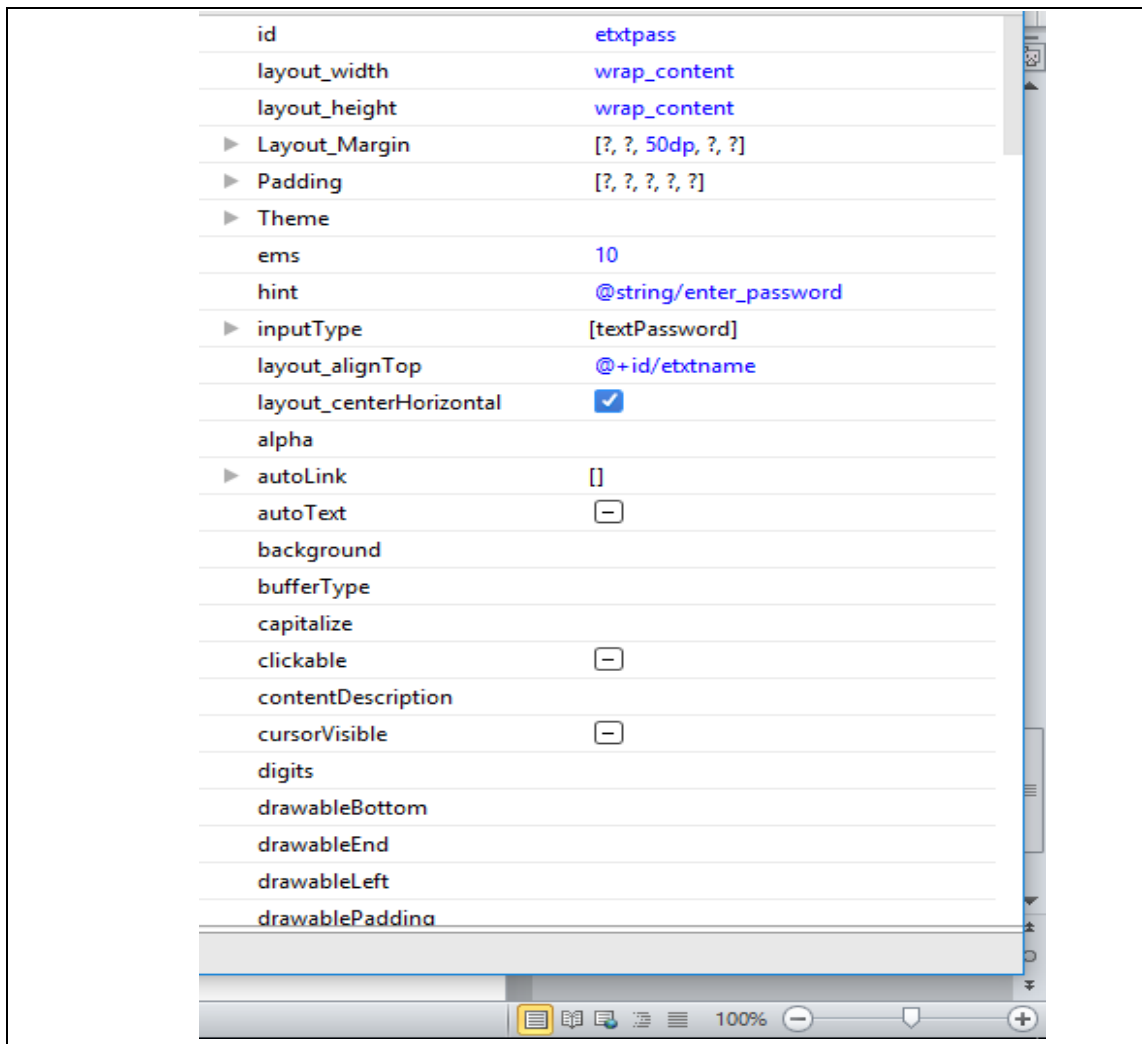 id etxtpass
layout_width wrap_content
layout_height wrap_content
Layout_Margin [?, ?, 50dp, ?, ?]
Padding [?, ?, ?, ?, ?]
Theme
ems 10
hint @string/enter_password
inputType [textPassword]
layout_alignTop @+id/etxtname
layout_centerHorizontal
alpha
autoLink []
autoText
background
bufferType
capitalize
clickable
contentDescription
cursorVisible
digits
drawableBottom
drawableEnd
drawableLeft
drawablePadding
100%